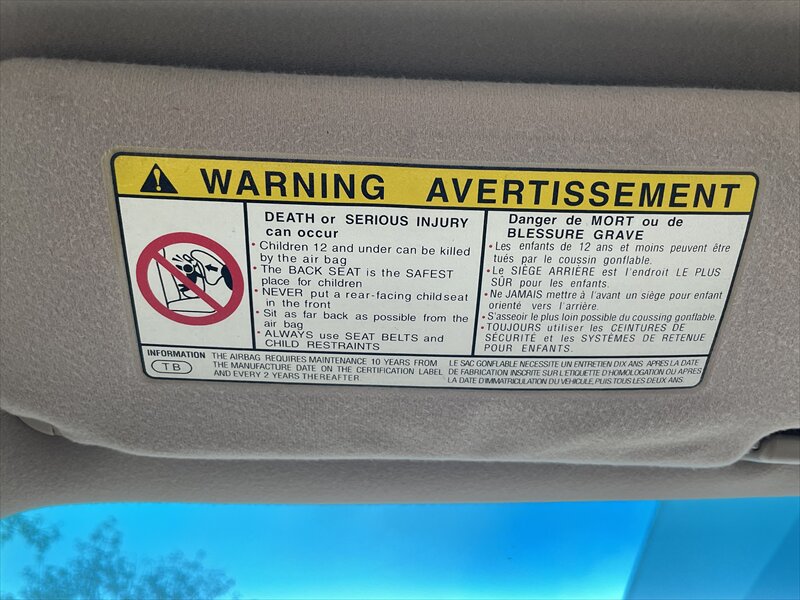 WARNING AVERTISSEMENT
DEATH or SERIOUS INJURY
can occur
• Children 12 and under can be killed
by the air bag
• The BACK SEAT is the SAFEST
place for children
• NEVER put a rear-facing childseat
in the front
• Sit as far back as possible from the
air bag
• ALWAYS use SEAT BELTS and
CHILD RESTRAINTS
Danger de MORT ou de
BLESSURE GRAVE
• Les enfants de 12 ans et moins peuvent être
tués par le coussin gonflable.
• Le SIÈGE ARRIÈRE est l'endroit LE PLUS
SÛR pour les enfants.
• Ne JAMAIS mettre à l'avant un siège pour enfant
orienté vers l'arrière.
• S'asseoir le plus loin possible du coussing gonflable.
• TOUJOURS utiliser les CEINTURES DE
SÉCURITÉ et les SYSTÈMES DE RETENUE
POUR ENFANTS.
INFORMATION
TB
THE AIRBAG REQUIRES MAINTENANCE 10 YEARS FROM
THE MANUFACTURE DATE ON THE CERTIFICATION LABEL
AND EVERY 2 YEARS THEREAFTER.
LE SAC GONFLABLE NECESSITE UN ENTRETIEN DIX ANS APRES LA DATE
DE FABRICATION INSCRITE SUR L'ETIQUETTE D'HOMOLOGATION OU APRES
LA DATE D'IMMATRICULATION DU VEHICULE, PUIS TOUS LES DEUX ANS.